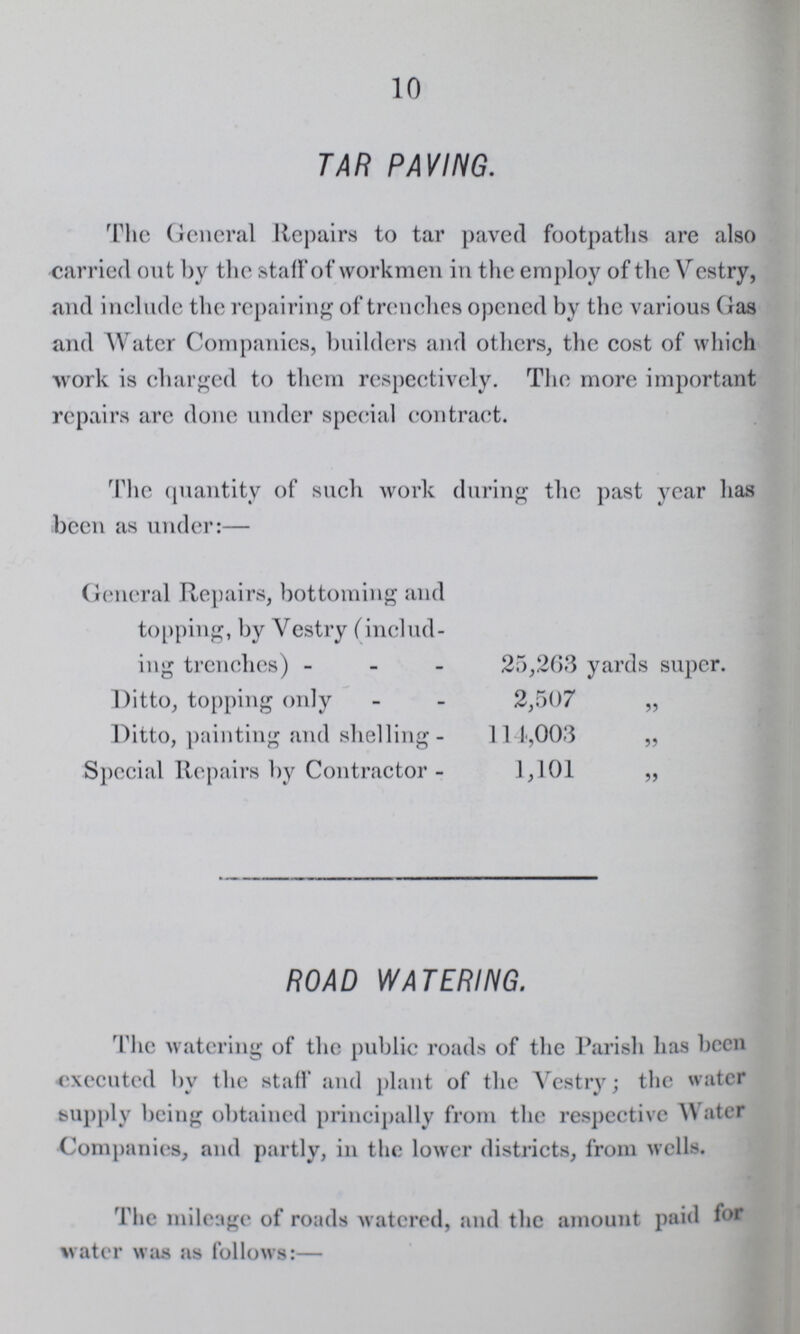 10
TAR PAVING.
The General Repairs to tar paved footpaths are also
carried out by the staff of workmen in the employ of the Vestry,
and include the repairing of trenches opened by the various Gas
and Water Companies, builders and others, the cost of which
work is charged to them respectively. The more important
repairs are done under special contract.
The quantity of such work during the past year has
been as under:—
General Repairs, bottoming and
topping, by Vestry (includ-
ing trenches) - - - 25,263 yards super.
Ditto, topping only - - 2,507 „
Ditto, painting and shelling - 114,003 „
Special Repairs by Contractor - 1,101 „
ROAD WATERING.
The watering of the public roads of the Parish has been
executed by the staff and plant of the Vestry; the water
supply being obtained principally from the respective Water
Companies, and partly, in the lower districts, from wells.
The mileage of roads watered, and the amount paid for
water was as follows:—